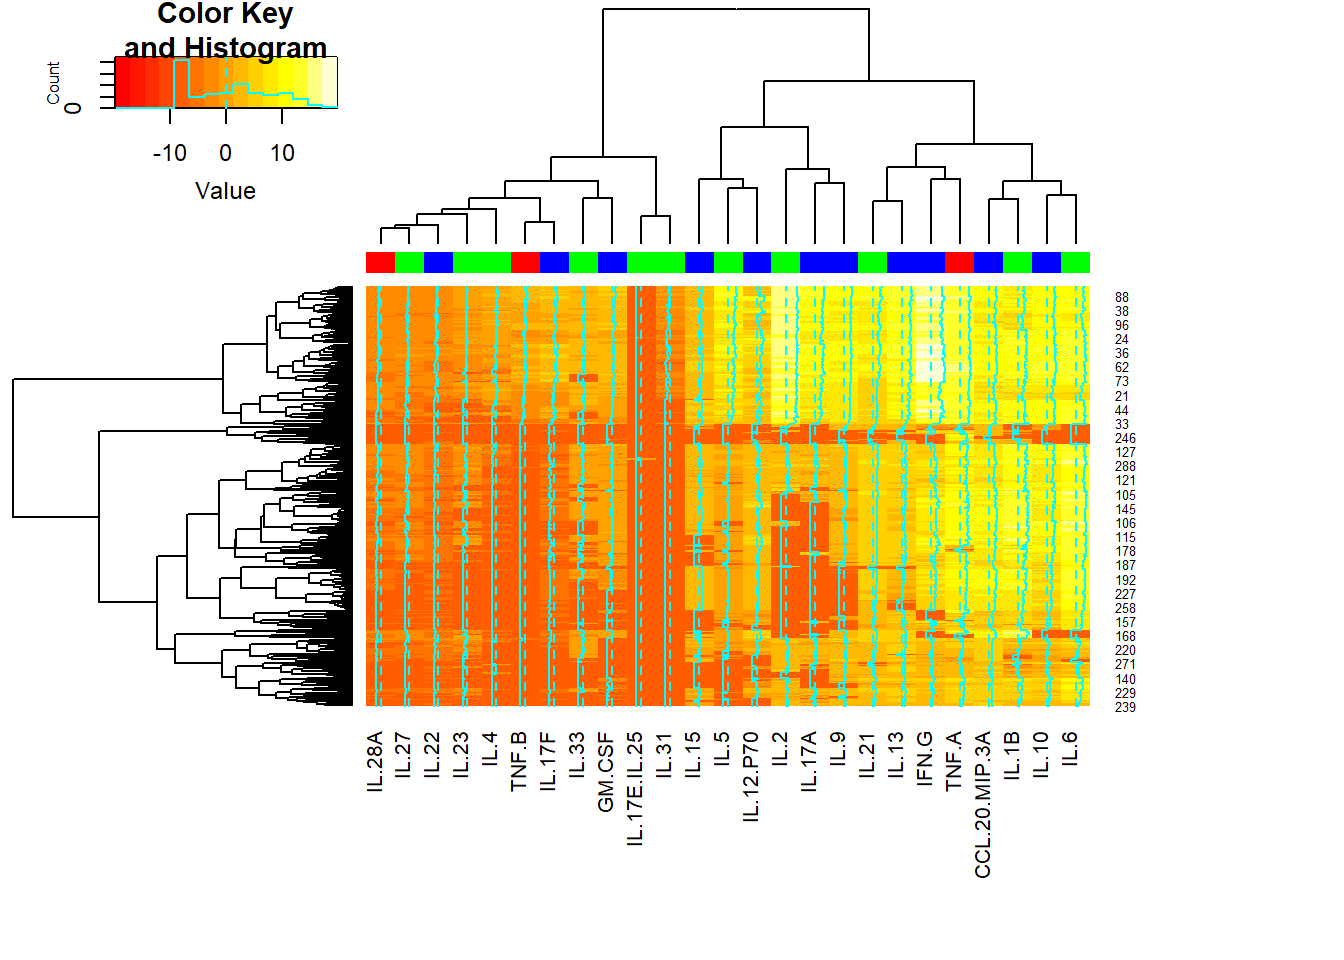 Color Key
and Histogram
Count
0
-10 0 10
Value
88
38
96
24
36
62
73
21
44
33
246
127
288
121
105
145
106
115
178
187
192
227
258
157
168
220
271
140
229
239
IL.28A
IL.27
IL.22
IL.23
IL.4
TNF.B
IL.17F
IL.33
GM.CSF
IL.17E.IL.25
IL.31
IL.15
IL.5
IL.12.P70
IL.2
IL.17A
IL.9
IL.21
IL.13
IFN.G
TNF.A
CCL.20.MIP.3A
IL.1B
IL.10
IL.6